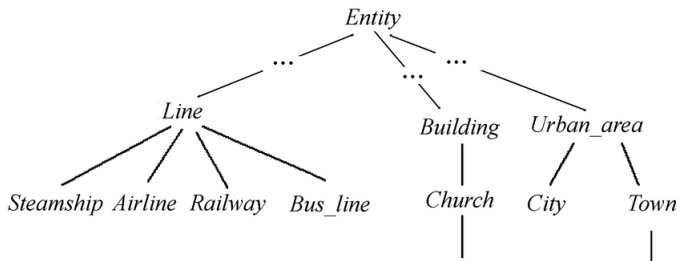 Entity
...
...
...
Line
Building
Urban_area
Steamship Airline Railway Bus_line
Church
City
Town